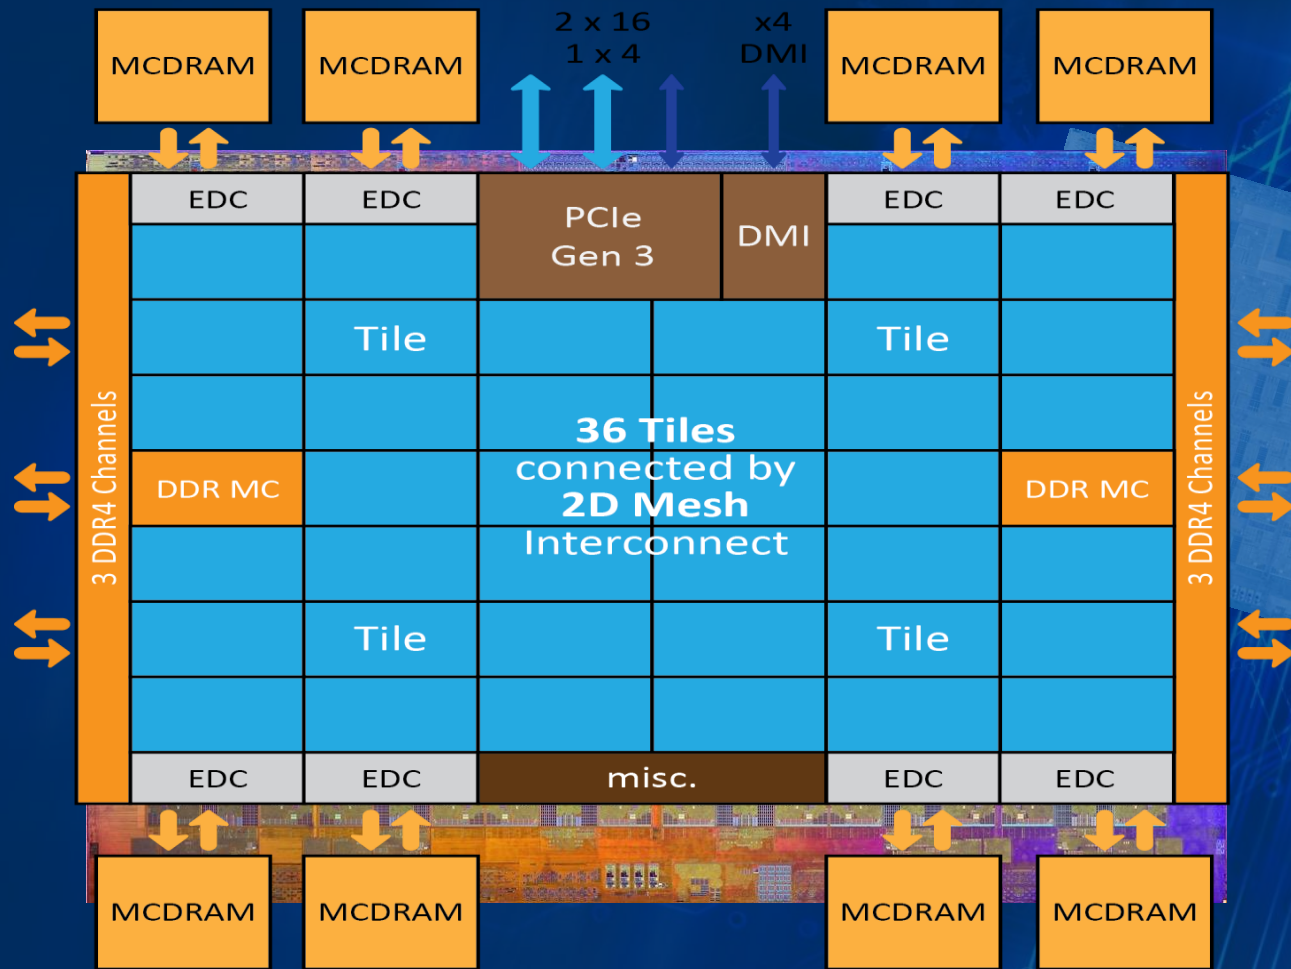 2 x 16
1 x 4
x4
DMI
MCDRAM
MCDRAM
MCDRAM
MCDRAM
EDC
EDC
PCIe
Gen 3
DMI
EDC
EDC
Tile
Tile
3 DDR4 Channels
36 Tiles
connected by
2D Mesh
Interconnect
DDR MC
DDR MC
3 DDR4 Channels
Tile
Tile
EDC
EDC
misc.
EDC
EDC
MCDRAM
MCDRAM
MCDRAM
MCDRAM